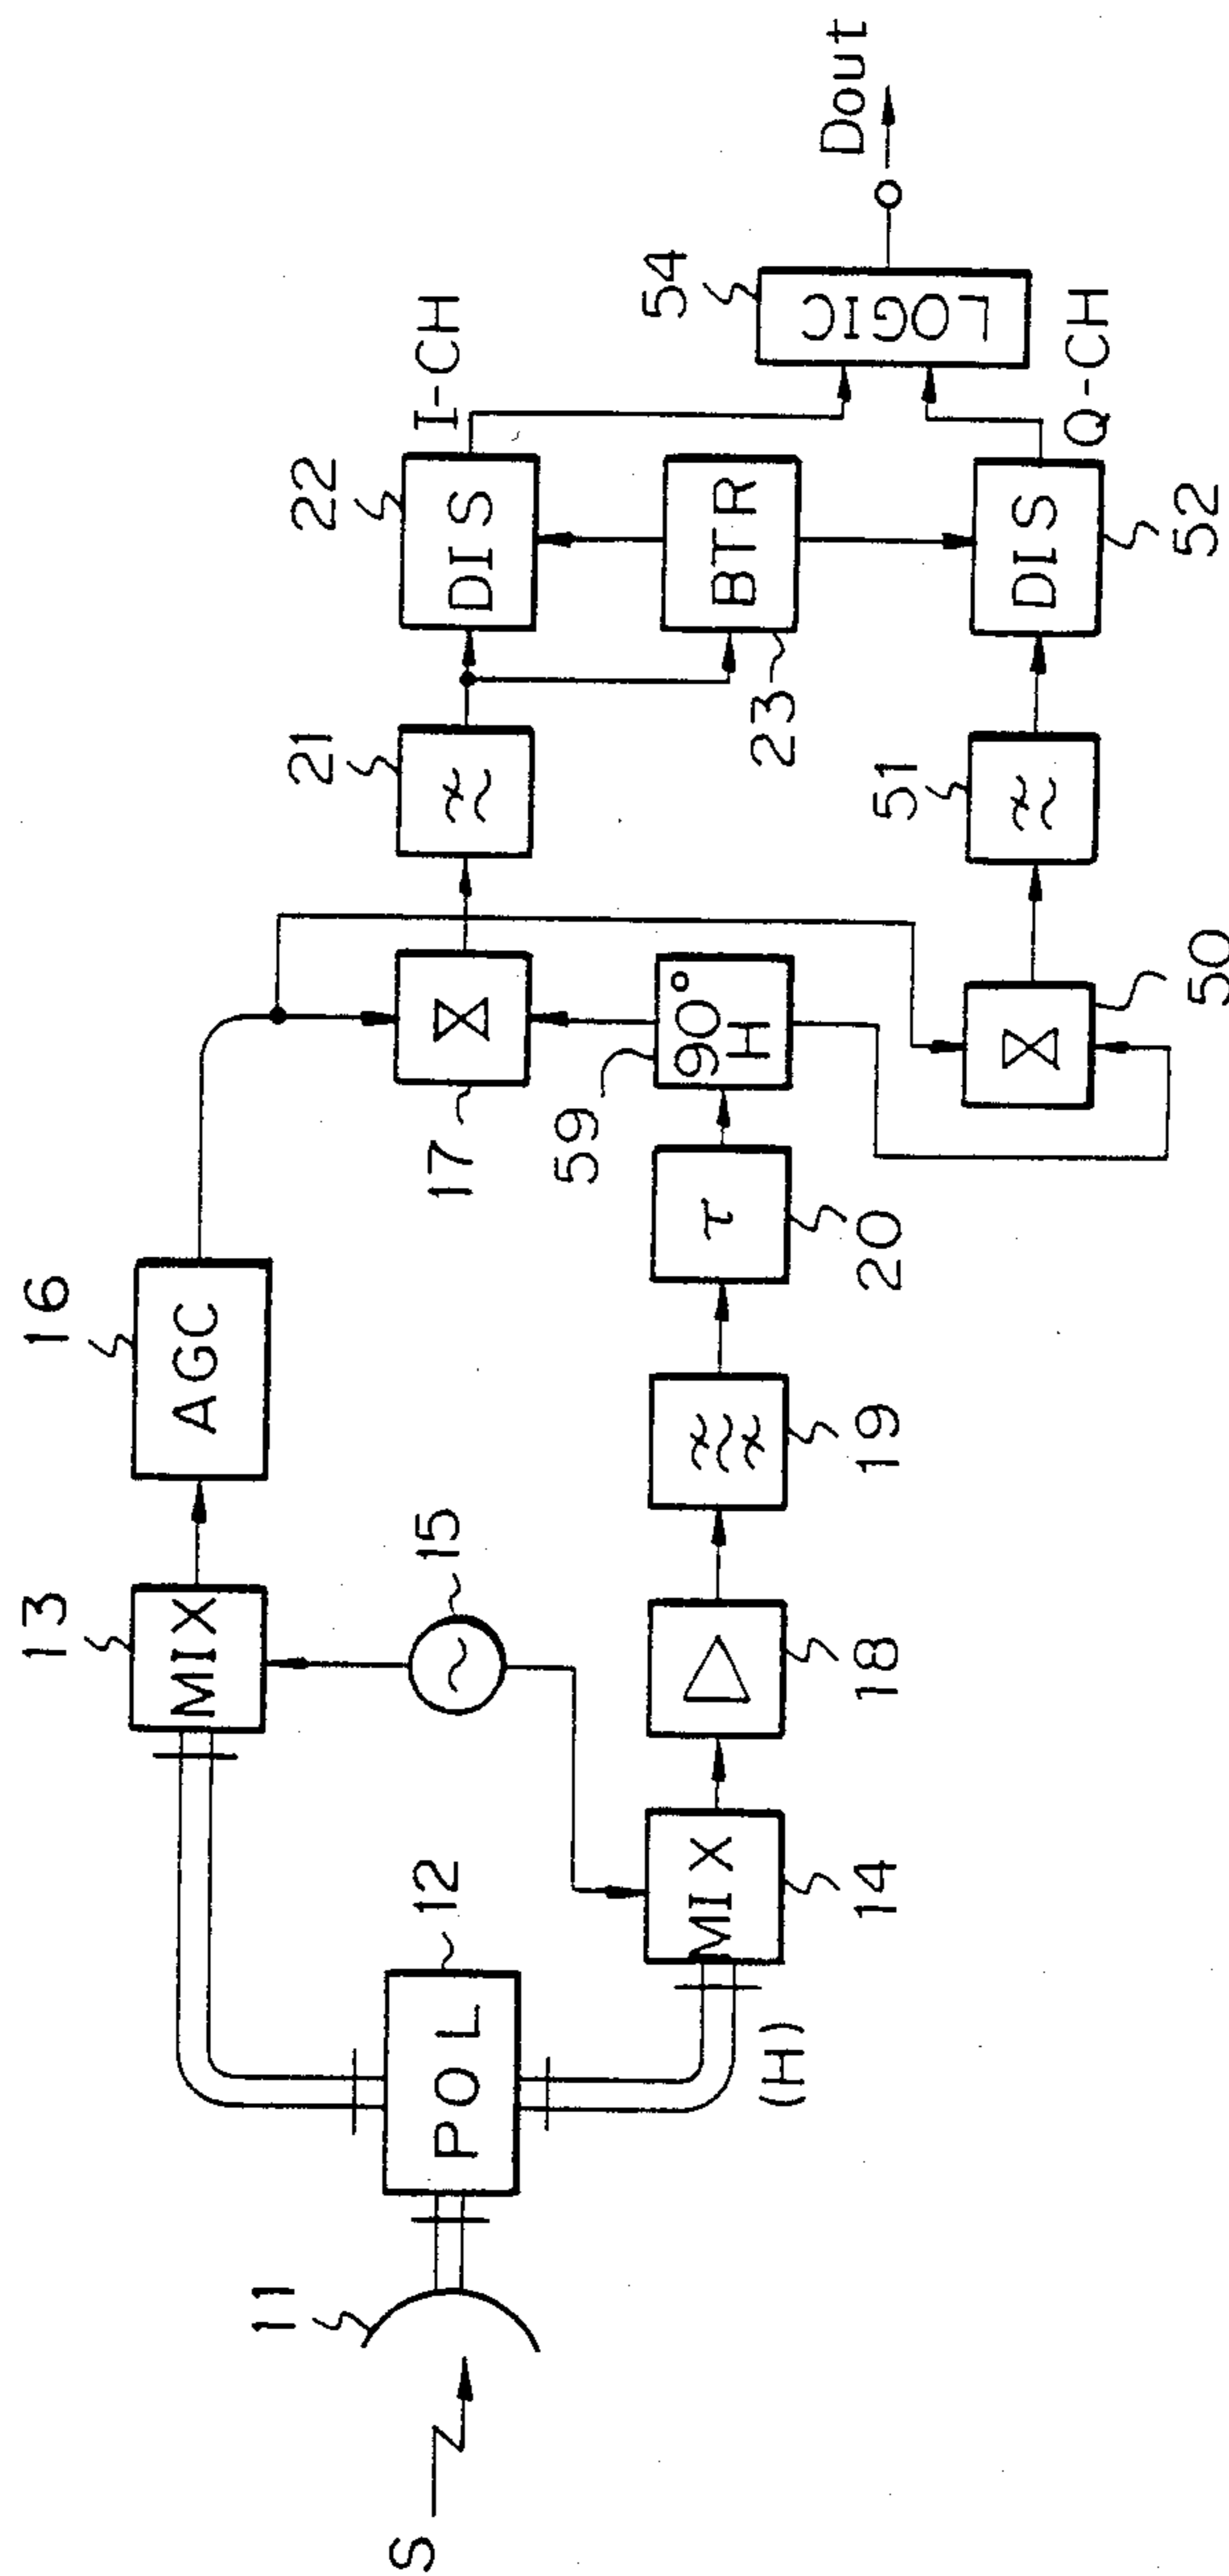 S
11
POL
12
(H)
MIX
13
MIX
14
15
AGC
16
18
19
τ
20
90°
H
59
17
50
21
51
DIS
22
I-CH
BTR
23
DIS
52
Q-CH
LOGIC
54
Dout